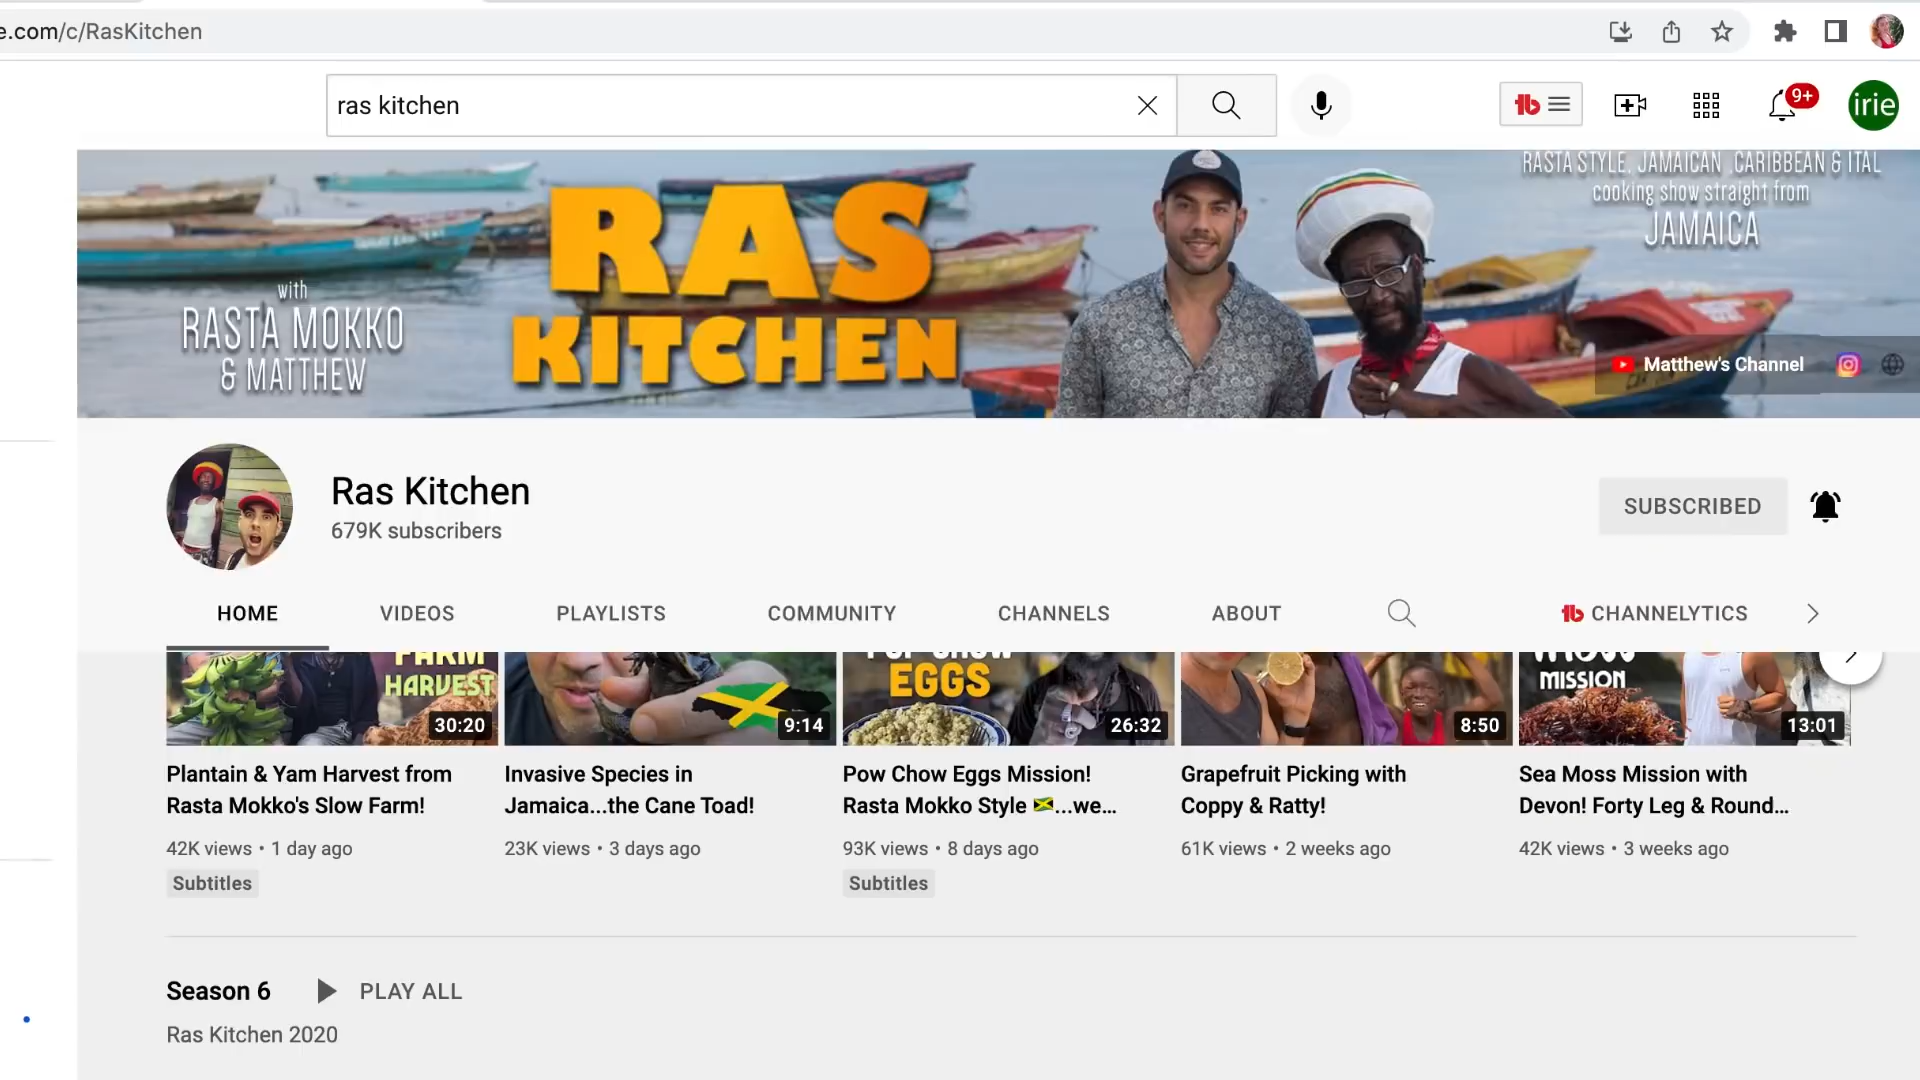 e.com/c/RasKitchen
ras kitchen
9+
irie
RASTA STYLE, JAMAICAN ,CARIBBEAN & ITAL
cooking show straight from
JAMAICA
with
RASTA MOKKO
& MATTHEW
RAS
KITCHEN
Matthew's Channel
Ras Kitchen
679K subscribers
SUBSCRIBED
HOME VIDEOS PLAYLISTS COMMUNITY CHANNELS ABOUT CHANNELYTICS
FARM
HARVEST
30:20
9:14
EGGS
26:32
8:50
MISSION
13:01
Plantain & Yam Harvest from
Rasta Mokko's Slow Farm!
42K views • 1 day ago
Subtitles
Invasive Species in
Jamaica...the Cane Toad!
23K views • 3 days ago
Pow Chow Eggs Mission!
Rasta Mokko Style 🇯🇲...we...
93K views • 8 days ago
Subtitles
Grapefruit Picking with
Coppy & Ratty!
61K views • 2 weeks ago
Sea Moss Mission with
Devon! Forty Leg & Round...
42K views • 3 weeks ago
Season 6 PLAY ALL
Ras Kitchen 2020